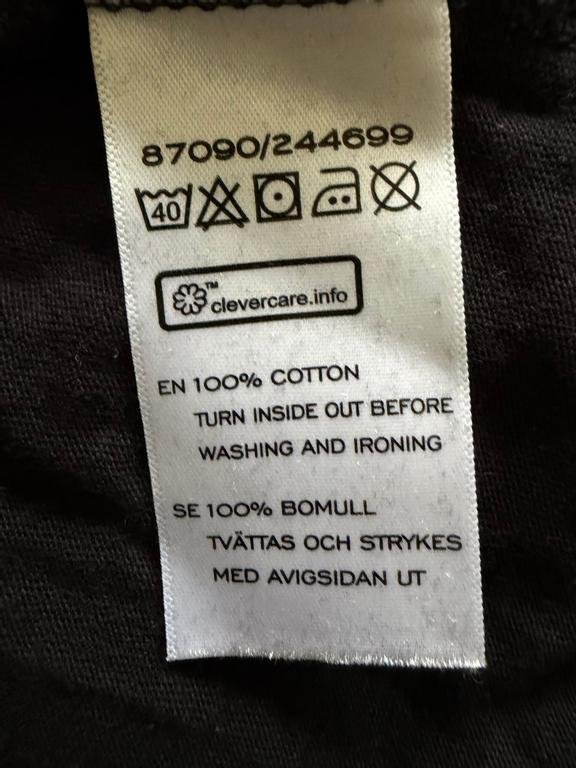 87090/244699
40
™ clevercare.info
EN 100% COTTON
TURN INSIDE OUT BEFORE
WASHING AND IRONING
SE 100% BOMULL
TVÄTTAS OCH STRYKES
MED AVIGSIDAN UT